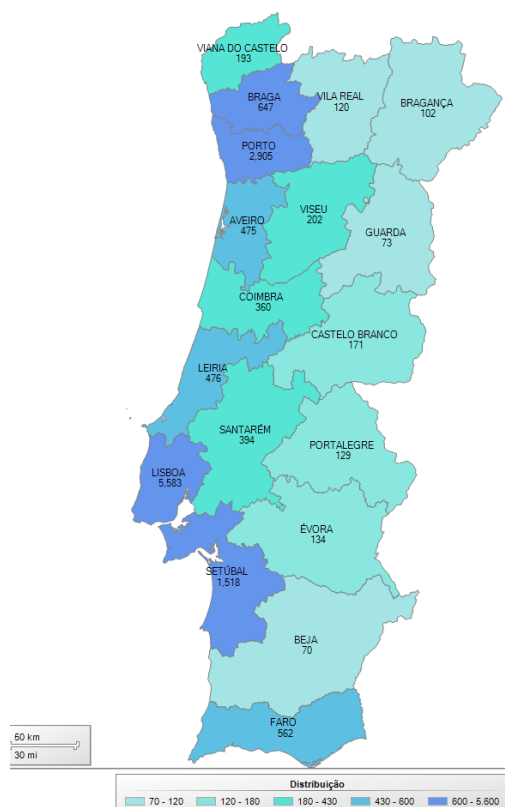 VIANA DO CASTELO
193
BRAGA
647
VILA REAL
120
BRAGANÇA
102
PORTO
2,905
AVEIRO
475
VISEU
202
GUARDA
73
COIMBRA
360
CASTELO BRANCO
171
LEIRIA
476
SANTARÉM
394
PORTALEGRE
129
LISBOA
5,583
ÉVORA
134
SETÚBAL
1,518
BEJA
70
FARO
562
50 km
30 mi
Distribuição
70 - 120 120 - 180 180 - 430 430 - 600 600 - 5.600